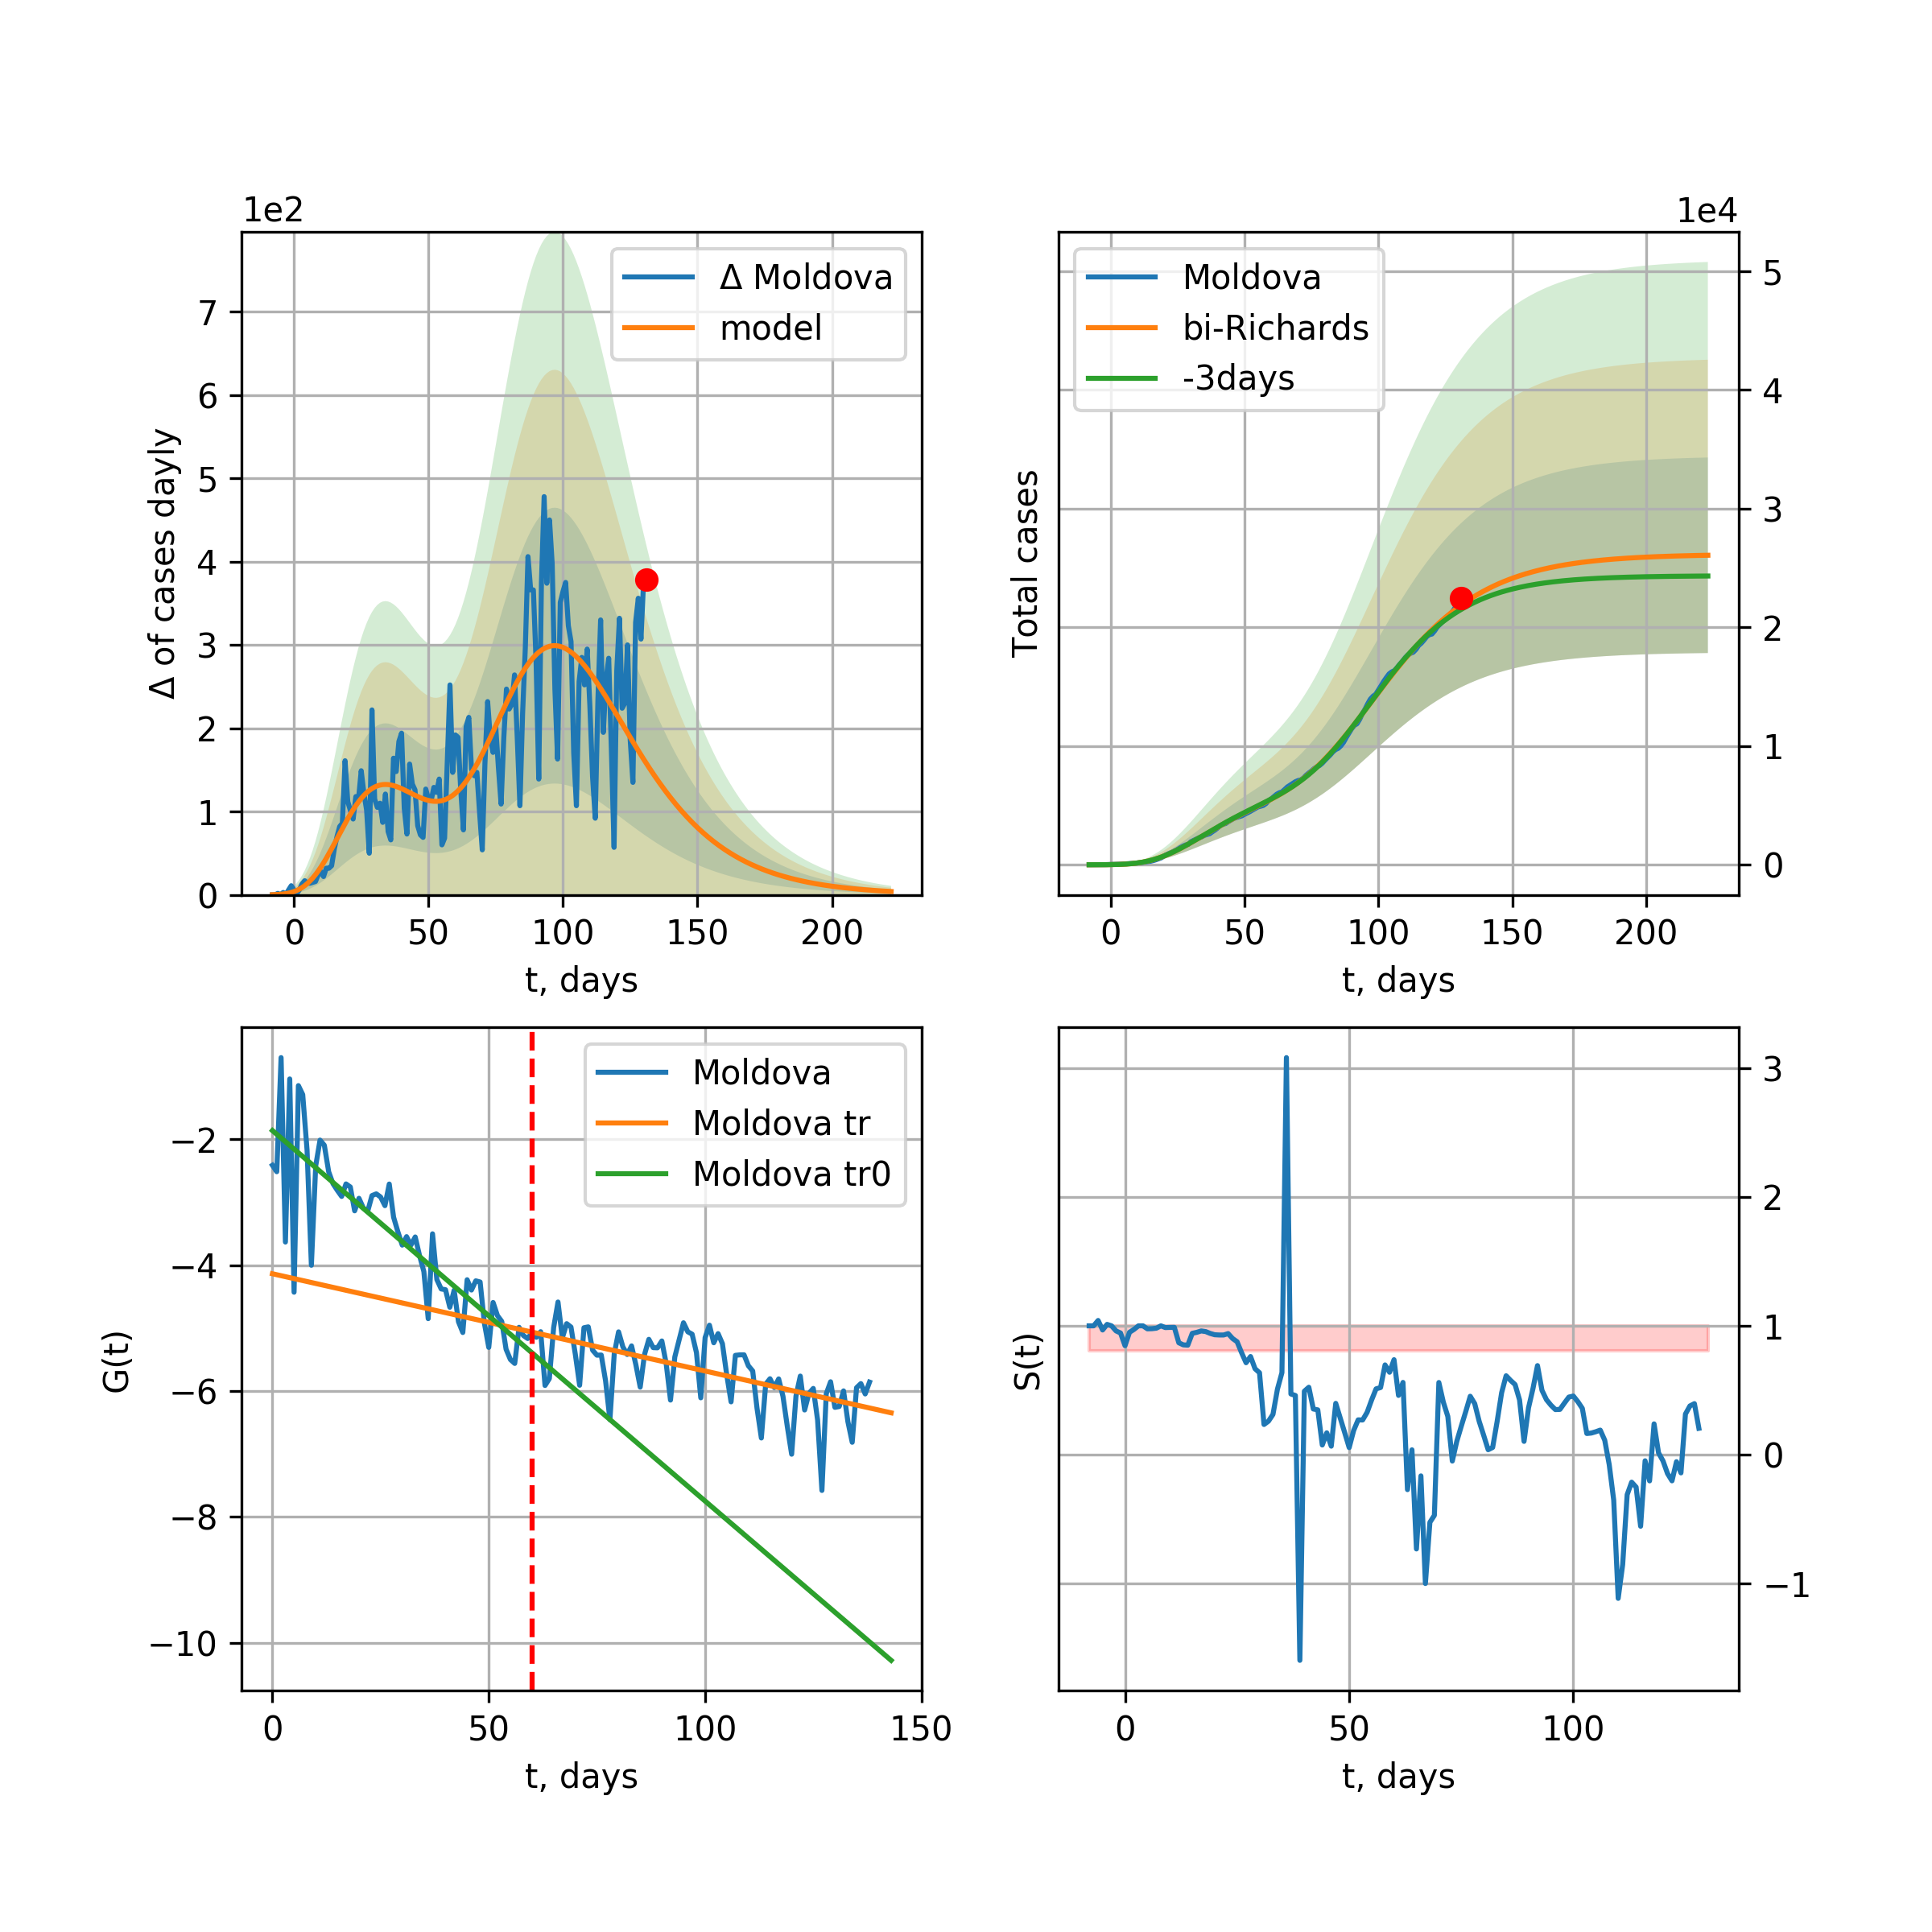 1e2
Δ of cases dayly
7
6
5
4
3
2
1
0
Δ Moldova
model
0 50 100 150 200
t, days
1e4
Total cases
Moldova
bi-Richards
-3days
5
4
3
2
1
0
0 50 100 150 200
t, days
G(t)
−2
−4
−6
−8
−10
Moldova
Moldova tr
Moldova tr0
0 50 100 150
t, days
S(t)
3
2
1
0
−1
0 50 100
t, days